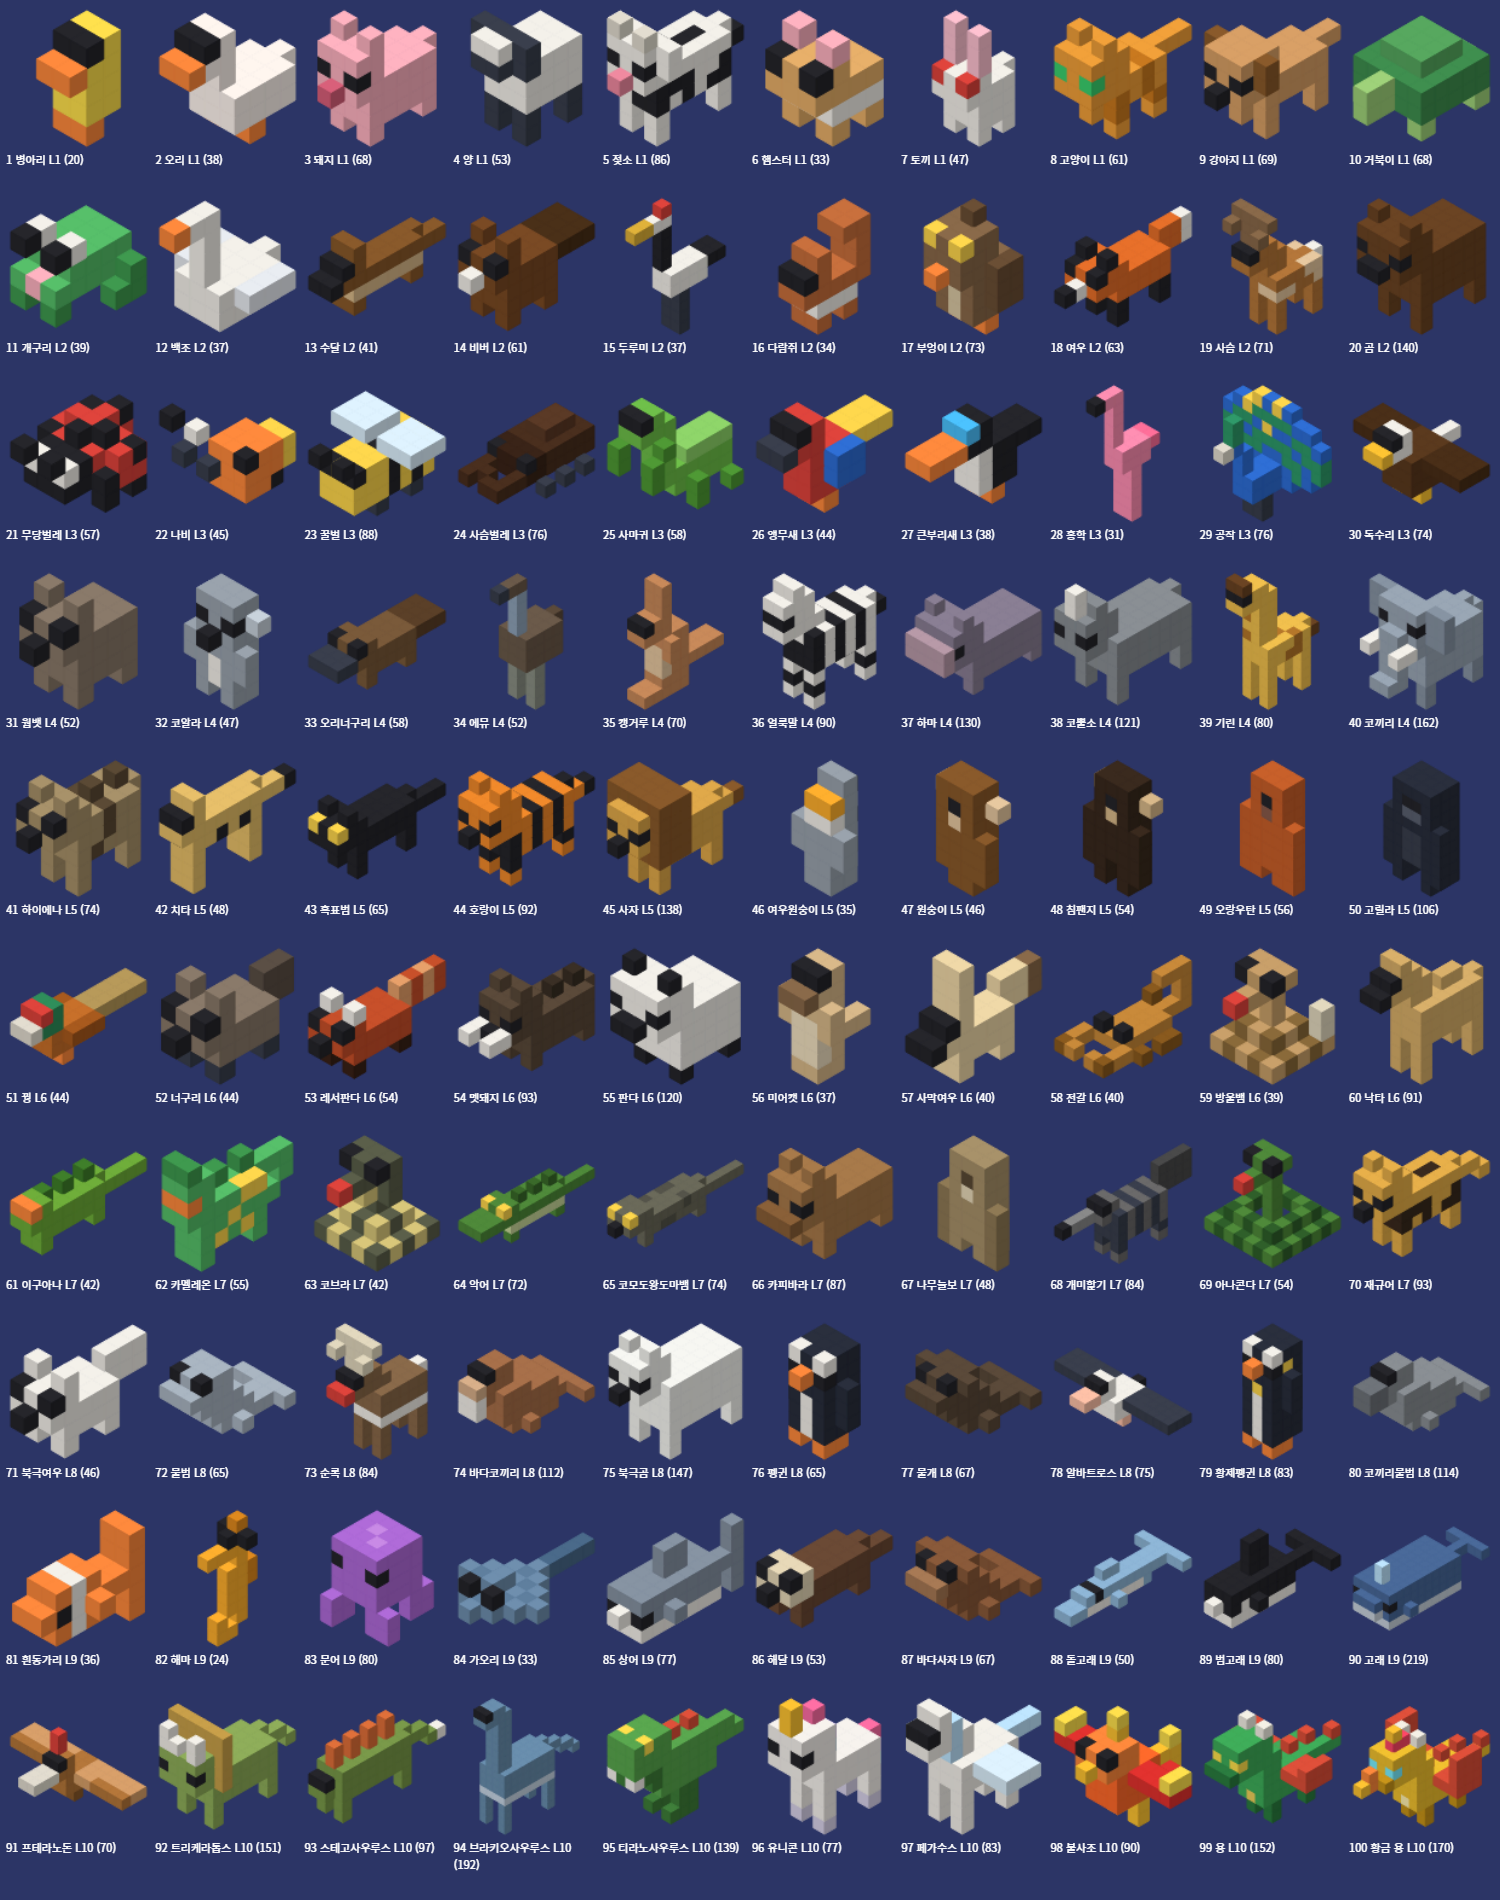 1 병아리 L1 (20)
2 오리 L1 (38)
3 돼지 L1 (68)
4 양 L1 (53)
5 젖소 L1 (86)
6 햄스터 L1 (33)
7 토끼 L1 (47)
8 고양이 L1 (61)
9 강아지 L1 (69)
10 거북이 L1 (68)
11 개구리 L2 (39)
12 백조 L2 (37)
13 수달 L2 (41)
14 비버 L2 (61)
15 두루미 L2 (37)
16 다람쥐 L2 (34)
17 부엉이 L2 (73)
18 여우 L2 (63)
19 사슴 L2 (71)
20 곰 L2 (140)
21 무당벌레 L3 (57)
22 나비 L3 (45)
23 꿀벌 L3 (88)
24 사슴벌레 L3 (76)
25 사마귀 L3 (58)
26 앵무새 L3 (44)
27 큰부리새 L3 (38)
28 홍학 L3 (31)
29 공작 L3 (76)
30 독수리 L3 (74)
31 웜뱃 L4 (52)
32 코알라 L4 (47)
33 오리너구리 L4 (58)
34 에뮤 L4 (52)
35 캥거루 L4 (70)
36 얼룩말 L4 (90)
37 하마 L4 (130)
38 코뿔소 L4 (121)
39 기린 L4 (80)
40 코끼리 L4 (162)
41 하이에나 L5 (74)
42 치타 L5 (48)
43 흑표범 L5 (65)
44 호랑이 L5 (92)
45 사자 L5 (138)
46 여우원숭이 L5 (35)
47 원숭이 L5 (46)
48 침팬지 L5 (54)
49 오랑우탄 L5 (56)
50 고릴라 L5 (106)
51 꿩 L6 (44)
52 너구리 L6 (44)
53 레서판다 L6 (54)
54 멧돼지 L6 (93)
55 판다 L6 (120)
56 미어캣 L6 (37)
57 사막여우 L6 (40)
58 전갈 L6 (40)
59 방울뱀 L6 (39)
60 낙타 L6 (91)
61 이구아나 L7 (42)
62 카멜레온 L7 (55)
63 코브라 L7 (42)
64 악어 L7 (72)
65 코모도왕도마뱀 L7 (74)
66 카피바라 L7 (87)
67 나무늘보 L7 (48)
68 개미핥기 L7 (84)
69 아나콘다 L7 (54)
70 재규어 L7 (93)
71 북극여우 L8 (46)
72 물범 L8 (65)
73 순록 L8 (84)
74 바다코끼리 L8 (112)
75 북극곰 L8 (147)
76 펭귄 L8 (65)
77 물개 L8 (67)
78 알바트로스 L8 (75)
79 황제펭귄 L8 (83)
80 코끼리물범 L8 (114)
81 흰동가리 L9 (36)
82 해마 L9 (24)
83 문어 L9 (80)
84 가오리 L9 (33)
85 상어 L9 (77)
86 해달 L9 (53)
87 바다사자 L9 (67)
88 돌고래 L9 (50)
89 범고래 L9 (80)
90 고래 L9 (219)
91 프테라노돈 L10 (70)
92 트리케라톱스 L10 (151)
93 스테고사우루스 L10 (97)
94 브라키오사우루스 L10
(192)
95 티라노사우루스 L10 (139)
96 유니콘 L10 (77)
97 페가수스 L10 (83)
98 불사조 L10 (90)
99 용 L10 (152)
100 황금 용 L10 (170)